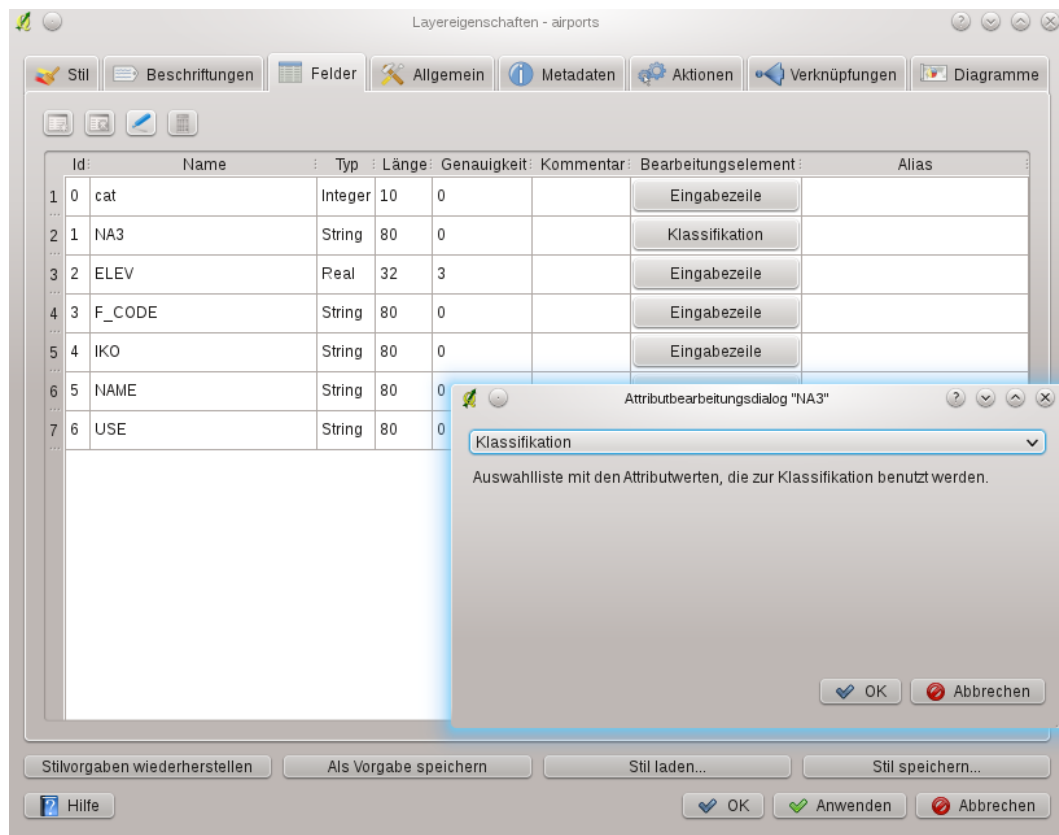 Layereigenschaften - airports
Stil Beschriftungen Felder Allgemein Metadaten Aktionen Verknüpfungen Diagramme
Id Name Typ Länge Genauigkeit Kommentar Bearbeitungselement Alias
1 0 cat Integer 10 0 Eingabezeile
2 1 NA3 String 80 0 Klassifikation
3 2 ELEV Real 32 3 Eingabezeile
4 3 F_CODE String 80 0 Eingabezeile
5 4 IKO String 80 0 Eingabezeile
6 5 NAME String 80 0
7 6 USE String 80 0
Attributbearbeitungsdialog "NA3"
Klassifikation
Auswahlliste mit den Attributwerten, die zur Klassifikation benutzt werden.
OK Abbrechen
Stilvorgaben wiederherstellen Als Vorgabe speichern Stil laden... Stil speichern...
Hilfe OK Anwenden Abbrechen